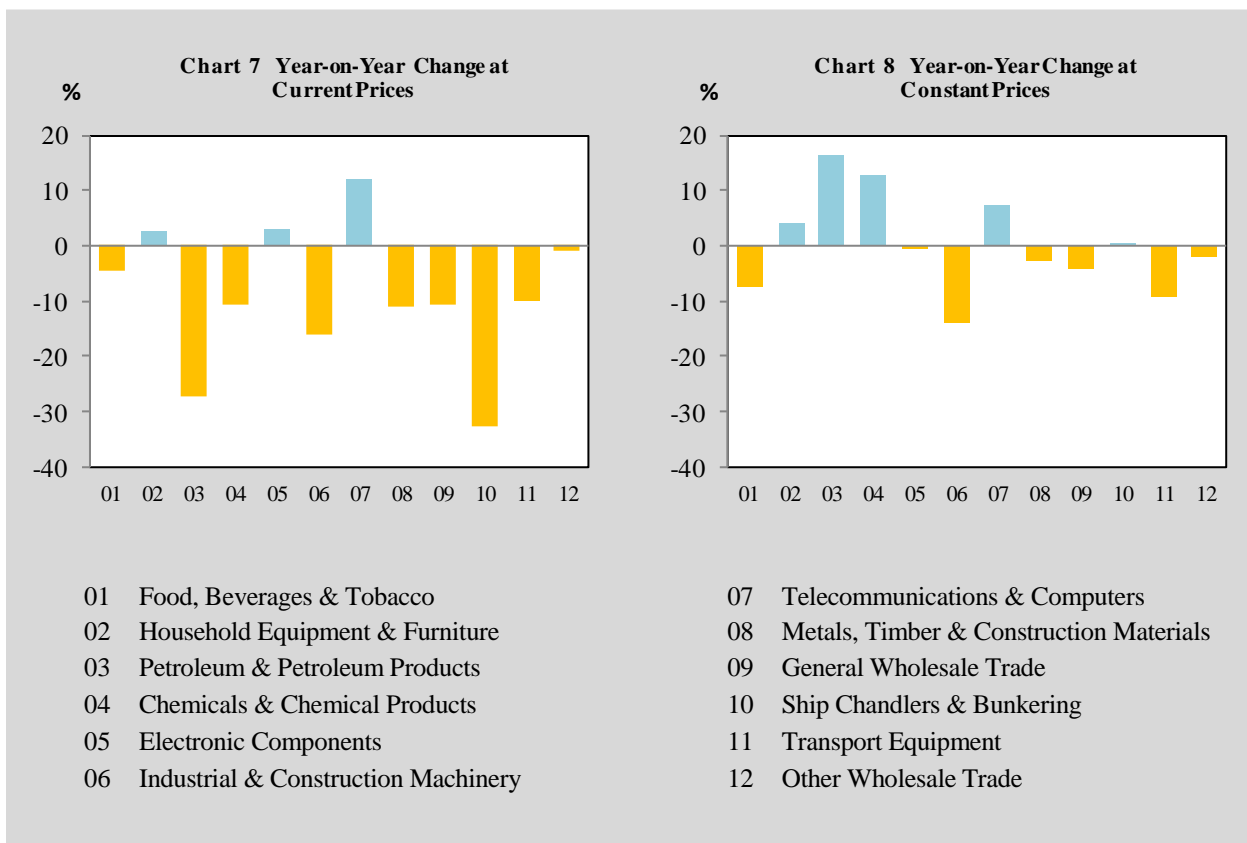 Chart 7 Year-on-Year Change at
Current Prices
%
20
10
0
-10
-20
-30
-40
01 02 03 04 05 06 07 08 09 10 11 12
Chart 8 Year-on-Year Change at
Constant Prices
%
20
10
0
-10
-20
-30
-40
01 02 03 04 05 06 07 08 09 10 11 12
01 Food, Beverages & Tobacco
02 Household Equipment & Furniture
03 Petroleum & Petroleum Products
04 Chemicals & Chemical Products
05 Electronic Components
06 Industrial & Construction Machinery
07 Telecommunications & Computers
08 Metals, Timber & Construction Materials
09 General Wholesale Trade
10 Ship Chandlers & Bunkering
11 Transport Equipment
12 Other Wholesale Trade